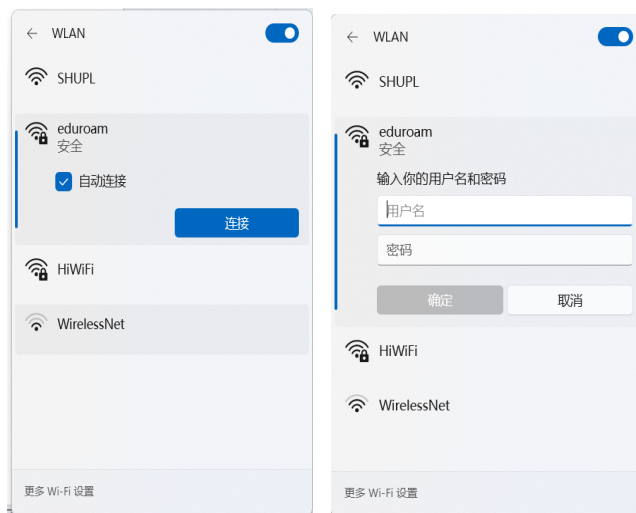 WLAN
SHUPL
eduroam
安全
自动连接
连接
HiWiFi
WirelessNet
更多 Wi-Fi 设置
WLAN
SHUPL
eduroam
安全
输入你的用户名和密码
用户名
密码
确定
取消
HiWiFi
WirelessNet
更多 Wi-Fi 设置